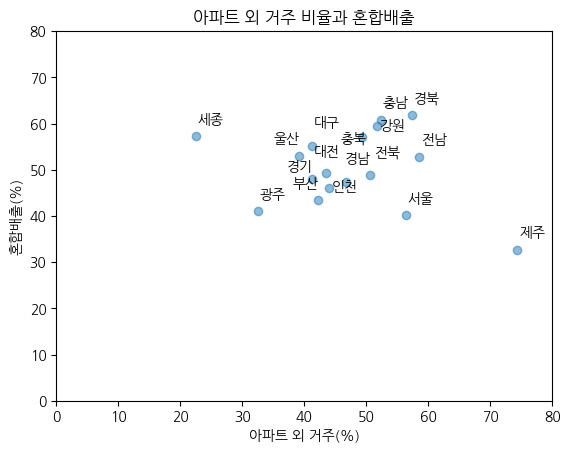 아파트 외 거주 비율과 혼합배출
80
70
60
50
40
30
20
10
0
혼합배출(%)
경북
충남
세종
대구
강원
울산
충북
전남
대전
경남
전북
경기
부산
인천
광주
서울
제주
0 10 20 30 40 50 60 70 80
아파트 외 거주(%)